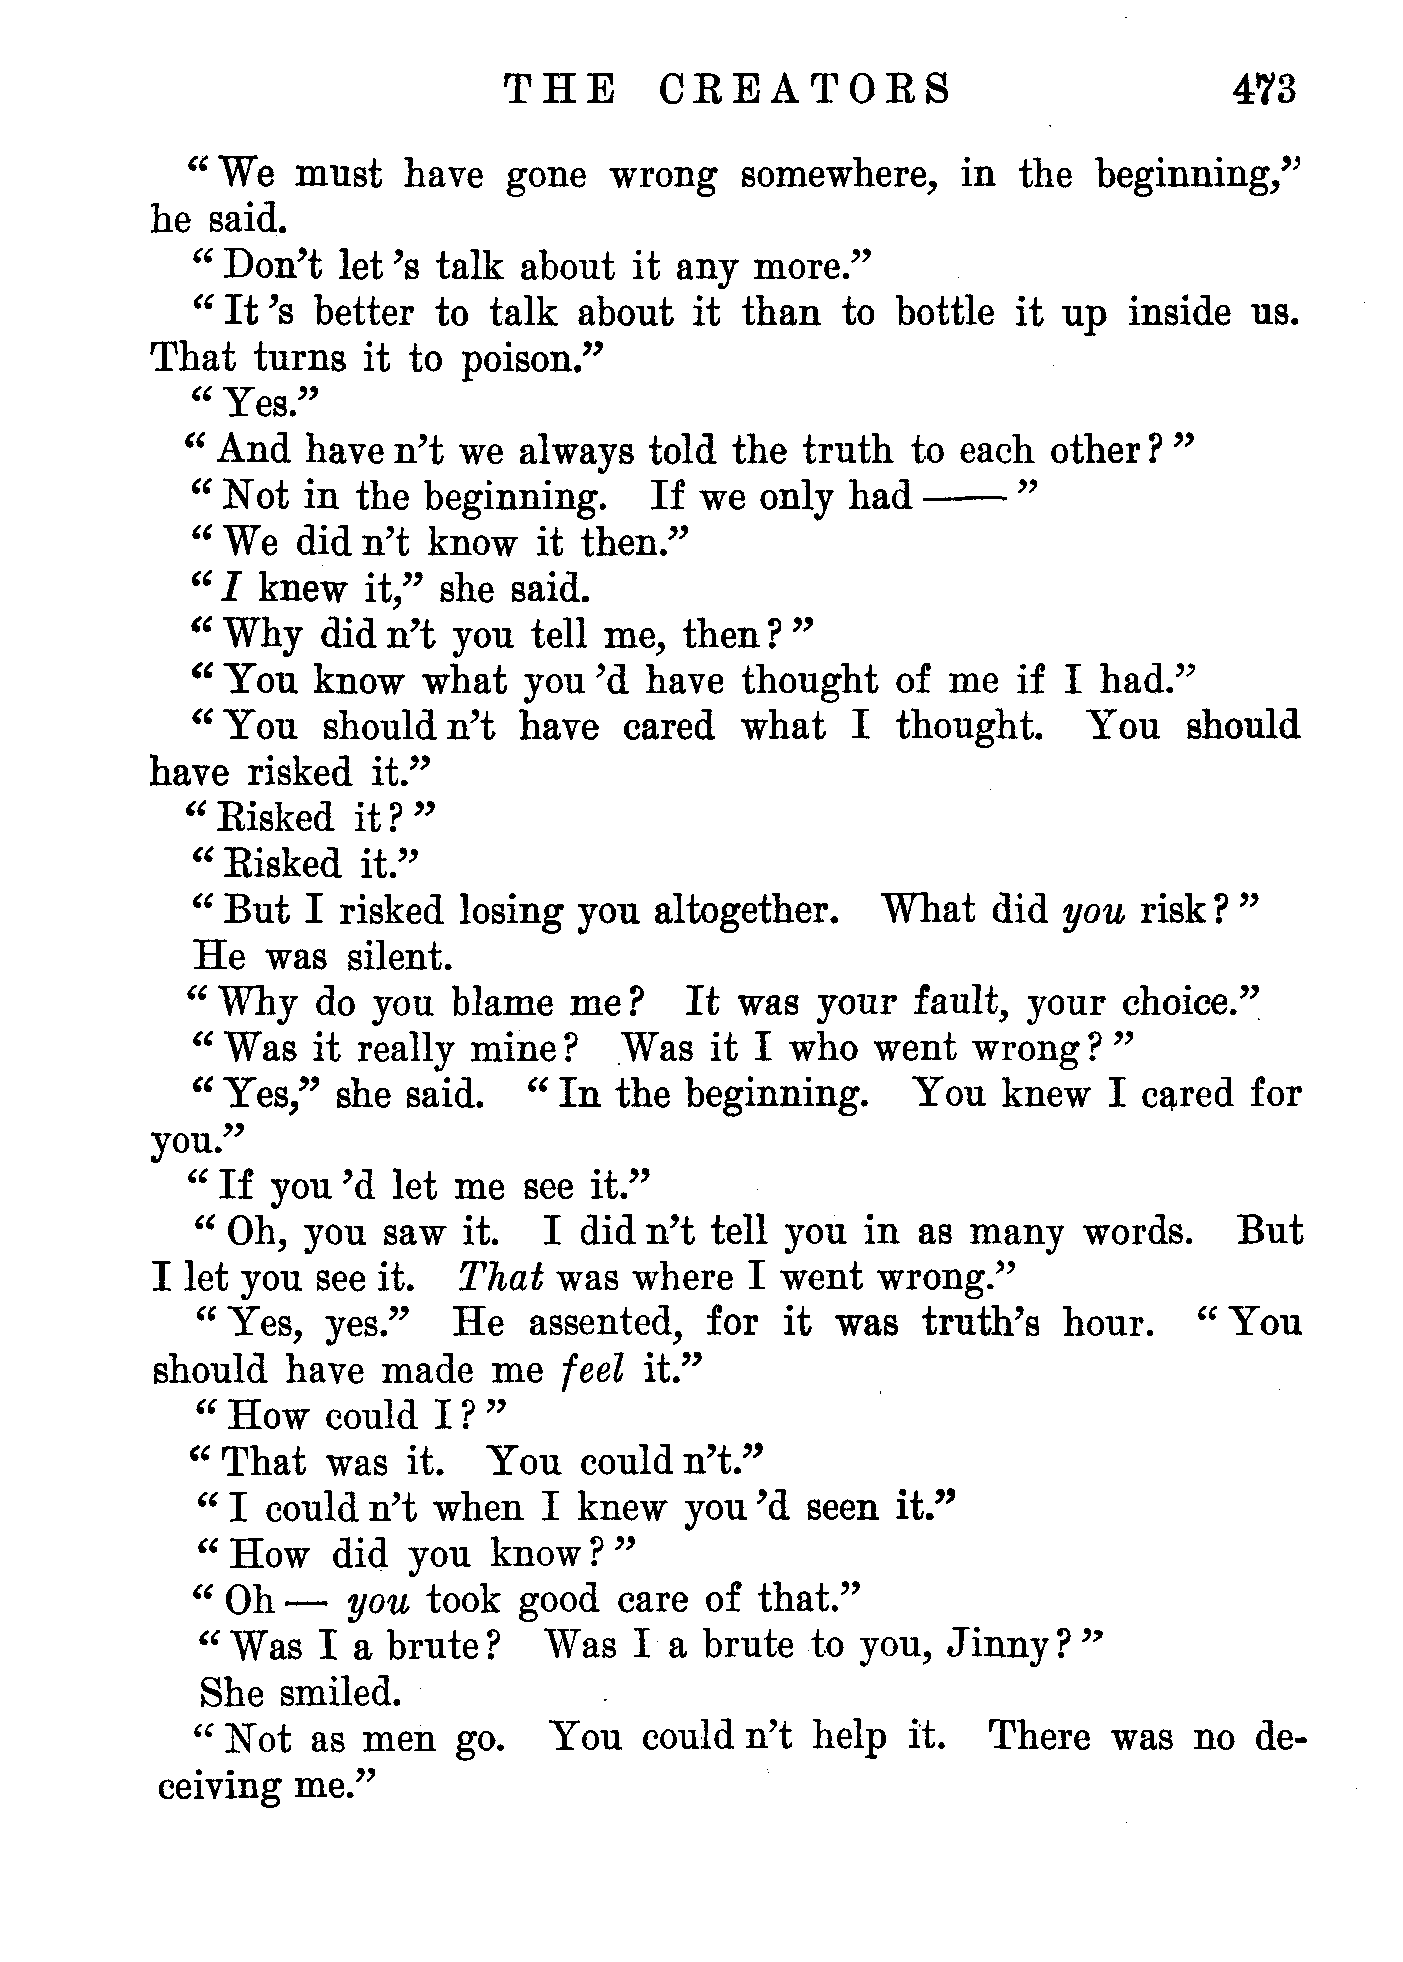 THE CREATORS 473
“We must have gone wrong somewhere, in the beginning,”
he said.
“Don’t let ’s talk about it any more.”
“It ’s better to talk about it than to bottle it up inside us.
That turns it to poison.”
“Yes.”
“And have n’t we always told the truth to each other?”
“Not in the beginning. If we only had ——”
“We did n’t know it then.”
“I knew it,” she said.
“Why did n’t you tell me, then?”
“You know what you ’d have thought of me if I had.”
“You should n’t have cared what I thought. You should
have risked it.”
“Risked it?”
“Risked it.”
“But I risked losing you altogether. What did you risk?”
He was silent.
“Why do you blame me? It was your fault, your choice.”
“Was it really mine? Was it I who went wrong?”
“Yes,” she said. “In the beginning. You knew I cared for
you.”
“If you ’d let me see it.”
“Oh, you saw it. I did n’t tell you in as many words. But
I let you see it. That was where I went wrong.”
“Yes, yes.” He assented, for it was truth’s hour. “You
should have made me feel it.”
“How could I?”
“That was it. You could n’t.”
“I could n’t when I knew you ’d seen it.”
“How did you know?”
“Oh — you took good care of that.”
“Was I a brute? Was I a brute to you, Jinny?”
She smiled.
“Not as men go. You could n’t help it. There was no de-
ceiving me.”